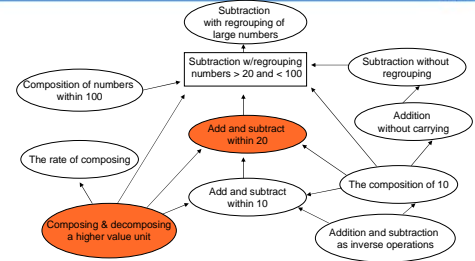 Subtraction
with regrouping of
large numbers
Subtraction w/regrouping
numbers > 20 and < 100
Subtraction without
regrouping
Composition of numbers
within 100
Addition
without carrying
Add and subtract
within 20
The rate of composing
Add and subtract
within 10
The composition of 10
Composing & decomposing
a higher value unit
Addition and subtraction
as inverse operations